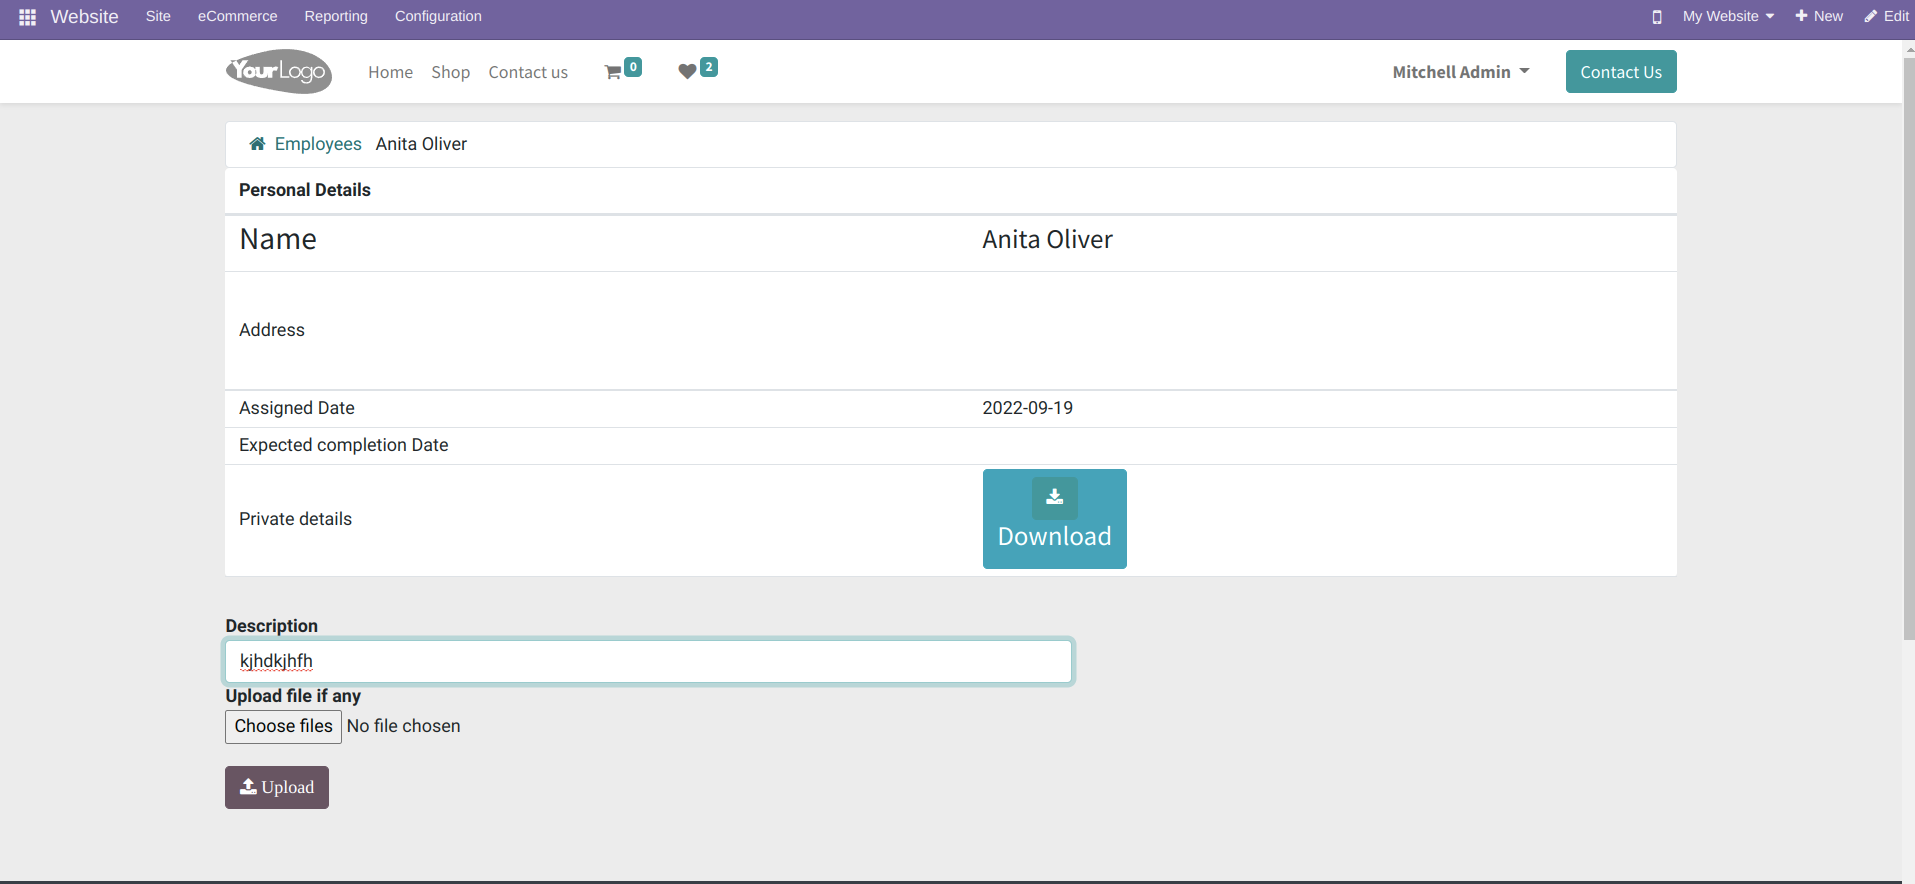 Website Site eCommerce Reporting Configuration My Website New Edit
YourLogo Home Shop Contact us 0 2 Mitchell Admin Contact Us
Employees Anita Oliver
Personal Details
Name Anita Oliver
Address
Assigned Date 2022-09-19
Expected completion Date
Private details Download
Description
kjhdkjhfh
Upload file if any
Choose files No file chosen
Upload